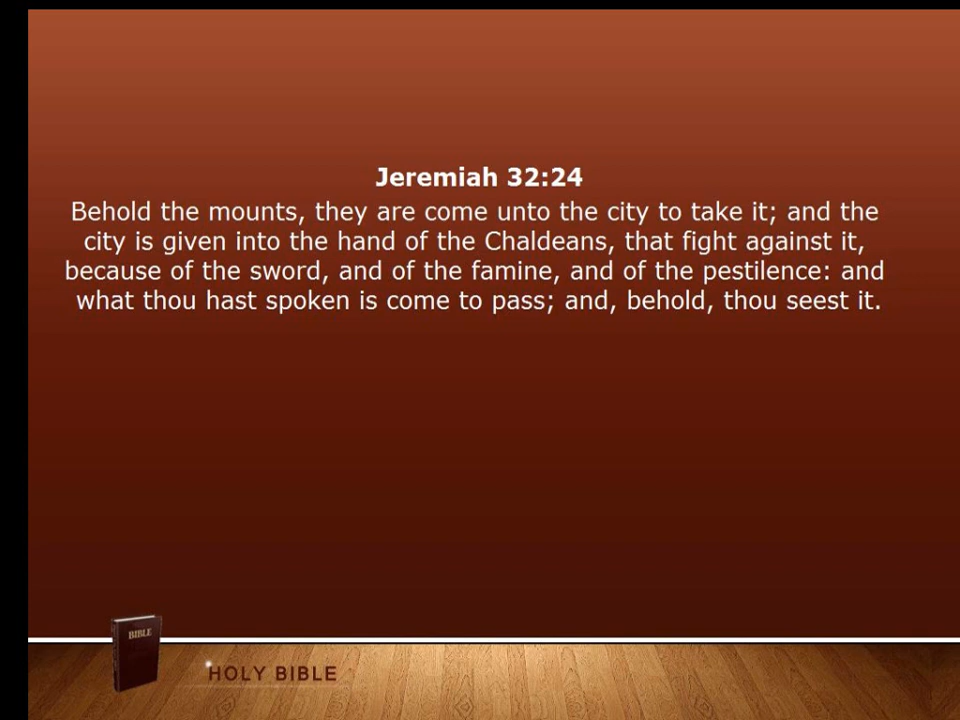 Jeremiah 32:24
Behold the mounts, they are come unto the city to take it; and the
city is given into the hand of the Chaldeans, that fight against it,
because of the sword, and of the famine, and of the pestilence: and
what thou hast spoken is come to pass; and, behold, thou seest it.
BIBLE
HOLY BIBLE